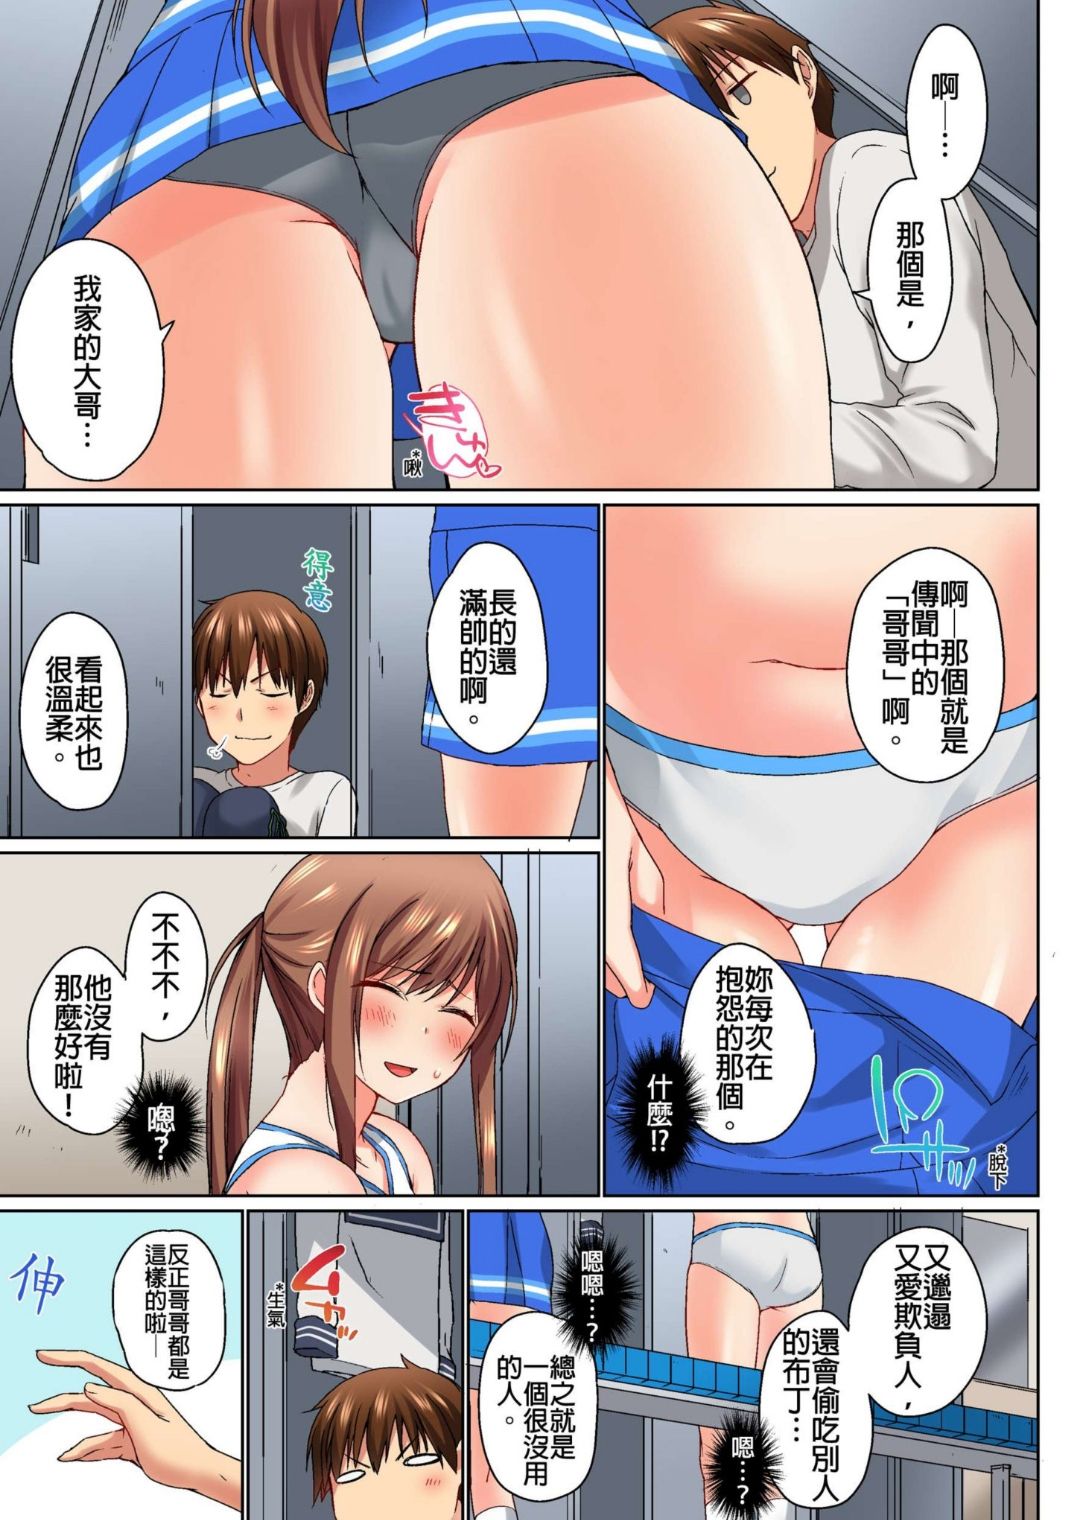 啊—…
那個是，
我家的大哥…
*啾
啊—那個就是
傳聞中的
「哥哥」啊。
妳每次在
抱怨的那個。
什麼!?
*脫下
長的還
滿帥的啊。
得意
看起來也
很溫柔。
不不不，
他沒有
那麼好啦！
嗯？
又邋遢
又愛欺負人，
還會偷吃別人
的布丁…
嗯嗯…？
嗯…？
總之就是
一個很沒用
的人。
ムカッ
*生氣
反正哥哥都是
這樣的啦—
伸